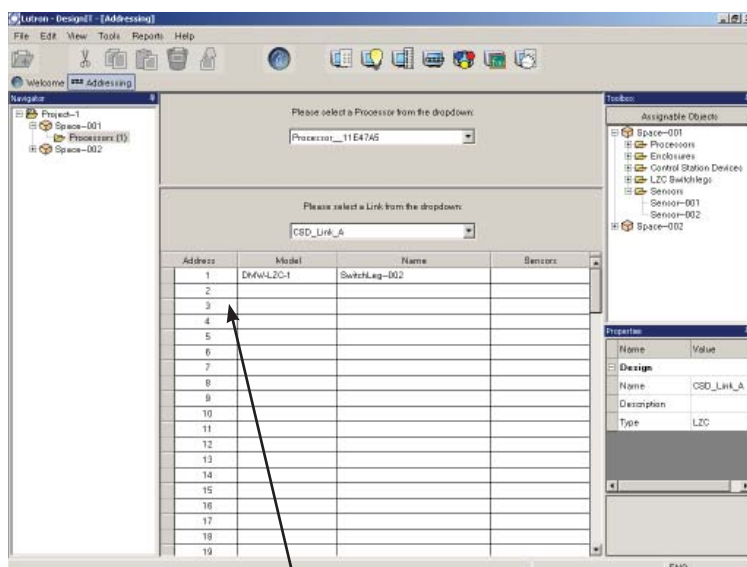 Lutron - DesignIT - [Addressing]
File Edit View Tools Reports Help
Welcome Addressing
Navigator
Project-1
Space-001
Processors (1)
Space-002
Please select a Processor from the dropdown:
Processor__11E47A5
Please select a Link from the dropdown:
CSD_Link_A
Address Model Name Sensors
1 DMW-LZC-1 SwitchLeg-002
2
3
4
5
6
7
8
9
10
11
12
13
14
15
16
17
18
19
Toolbox
Assignable Objects
Space-001
Processors
Enclosures
Control Station Devices
LZC Switchlegs
Sensors
Sensor-001
Sensor-002
Space-002
Properties
Name Value
Design
Name CSD_Link_A
Description
Type LZC
ENG